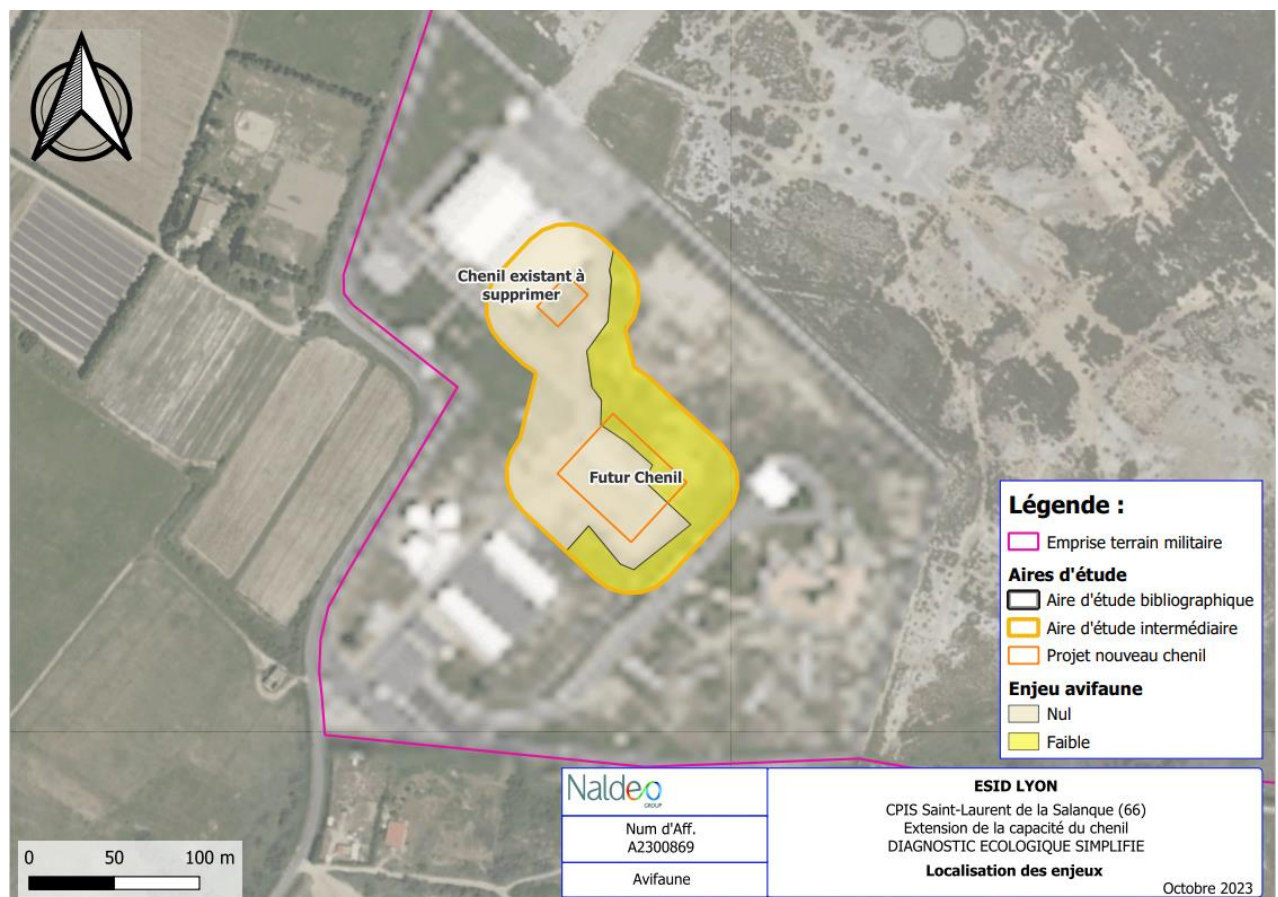 Chenil existant à
supprimer
Futur Chenil
Légende :
Emprise terrain militaire
Aires d'étude
Aire d'étude bibliographique
Aire d'étude intermédiaire
Projet nouveau chenil
Enjeu avifaune
Nul
Faible
Naldeo
GROUP
Num d'Aff.
A2300869
Avifaune
ESID LYON
CPIS Saint-Laurent de la Salanque (66)
Extension de la capacité du chenil
DIAGNOSTIC ECOLOGIQUE SIMPLIFIE
Localisation des enjeux
Octobre 2023
0 50 100 m